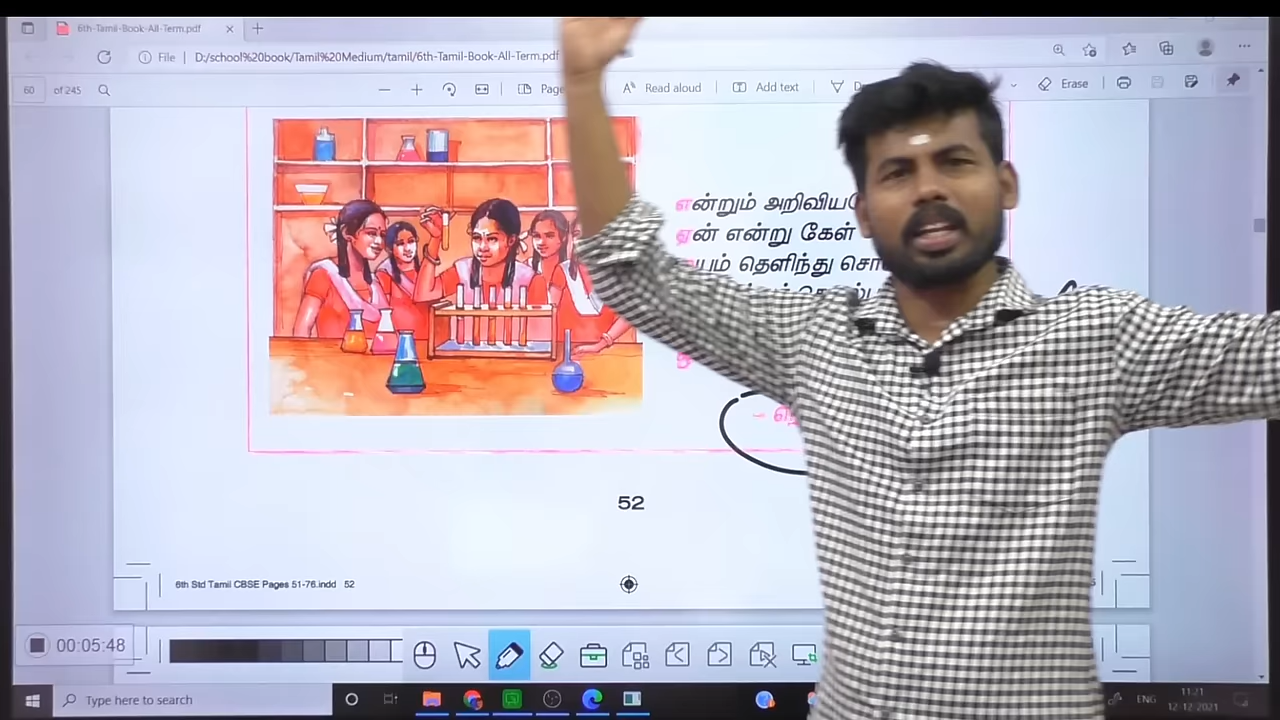 6th-Tamil-Book-All-Term.pdf
File D:/school%20book/Tamil%20Medium/tamil/6th-Tamil-Book-All-Term.pdf
60 of 245 Read aloud Add text Erase
என்றும்
ஏன் என்று கேள்
தெளிந்து
52
6th Std Tamil CBSE Pages 51-76.indd 52
00:05:48
Type here to search ENG 11:21
12-12-2021